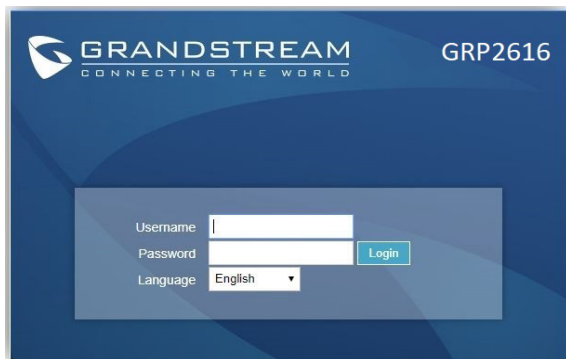 GRANDSTREAM
CONNECTING THE WORLD
GRP2616
Username
Password
Login
Language
English